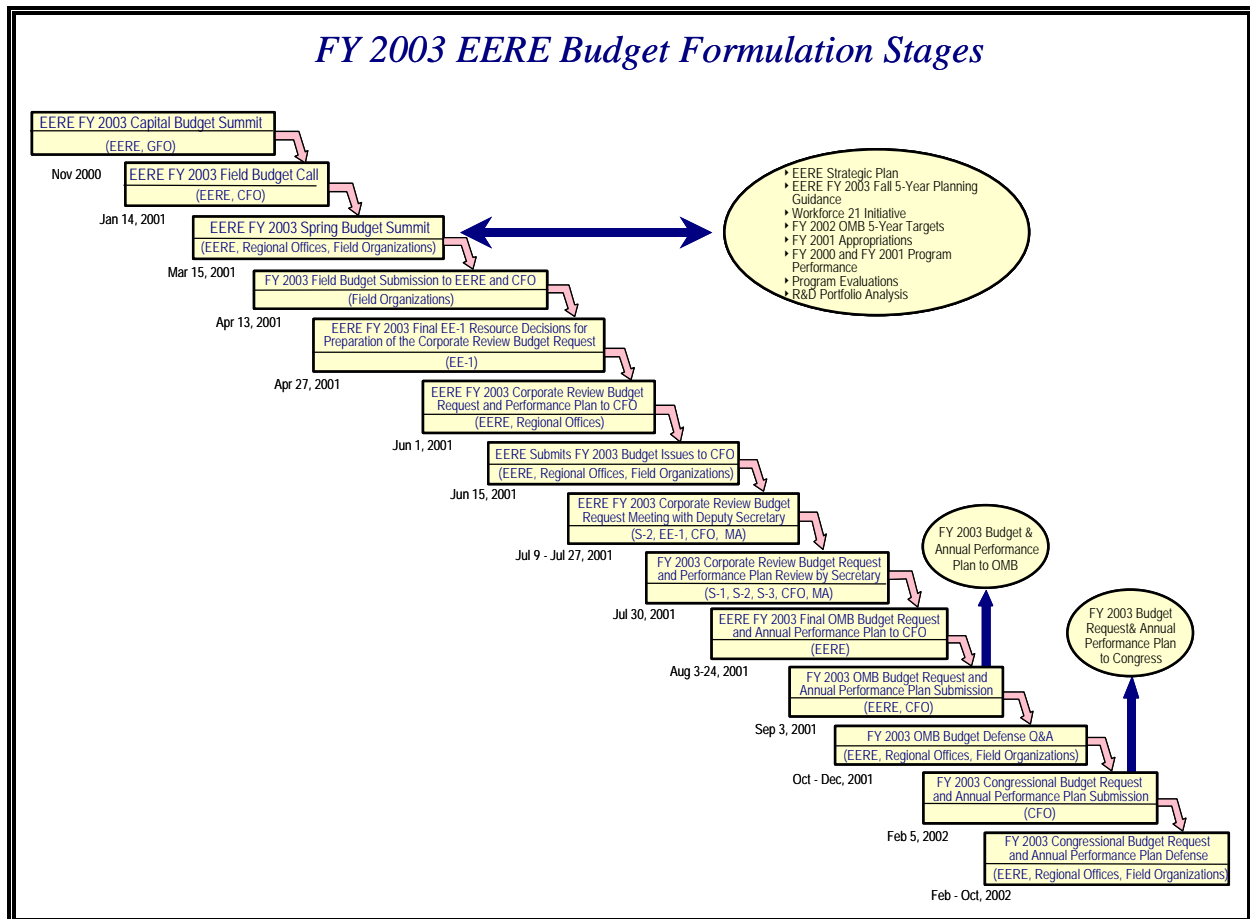 FY 2003 EERE Budget Formulation Stages
EERE FY 2003 Capital Budget Summit
(EERE, GFO)
Nov 2000
EERE FY 2003 Field Budget Call
(EERE, CFO)
Jan 14, 2001
EERE FY 2003 Spring Budget Summit
(EERE, Regional Offices, Field Organizations)
Mar 15, 2001
EERE Strategic Plan
EERE FY 2003 Fall 5-Year Planning
Guidance
Workforce 21 Initiative
FY 2002 OMB 5-Year Targets
FY 2001 Appropriations
FY 2000 and FY 2001 Program
Performance
Program Evaluations
R&D Portfolio Analysis
FY 2003 Field Budget Submission to EERE and CFO
(Field Organizations)
Apr 13, 2001
EERE FY 2003 Final EE-1 Resource Decisions for
Preparation of the Corporate Review Budget Request
(EE-1)
Apr 27, 2001
EERE FY 2003 Corporate Review Budget
Request and Performance Plan to CFO
(EERE, Regional Offices)
Jun 1, 2001
EERE Submits FY 2003 Budget Issues to CFO
(EERE, Regional Offices, Field Organizations)
Jun 15, 2001
EERE FY 2003 Corporate Review Budget
Request Meeting with Deputy Secretary
(S-2, EE-1, CFO, MA)
Jul 9 - Jul 27, 2001
FY 2003 Corporate Review Budget Request
and Performance Plan Review by Secretary
(S-1, S-2, S-3, CFO, MA)
Jul 30, 2001
EERE FY 2003 Final OMB Budget Request
and Annual Performance Plan to CFO
(EERE)
Aug 3-24, 2001
FY 2003 Budget &
Annual Performance
Plan to OMB
FY 2003 OMB Budget Request and
Annual Performance Plan Submission
(EERE, CFO)
Sep 3, 2001
FY 2003 OMB Budget Defense Q&A
(EERE, Regional Offices, Field Organizations)
Oct - Dec, 2001
FY 2003 Budget
Request& Annual
Performance Plan
to Congress
FY 2003 Congressional Budget Request
and Annual Performance Plan Submission
(CFO)
Feb 5, 2002
FY 2003 Congressional Budget Request
and Annual Performance Plan Defense
(EERE, Regional Offices, Field Organizations)
Feb - Oct, 2002